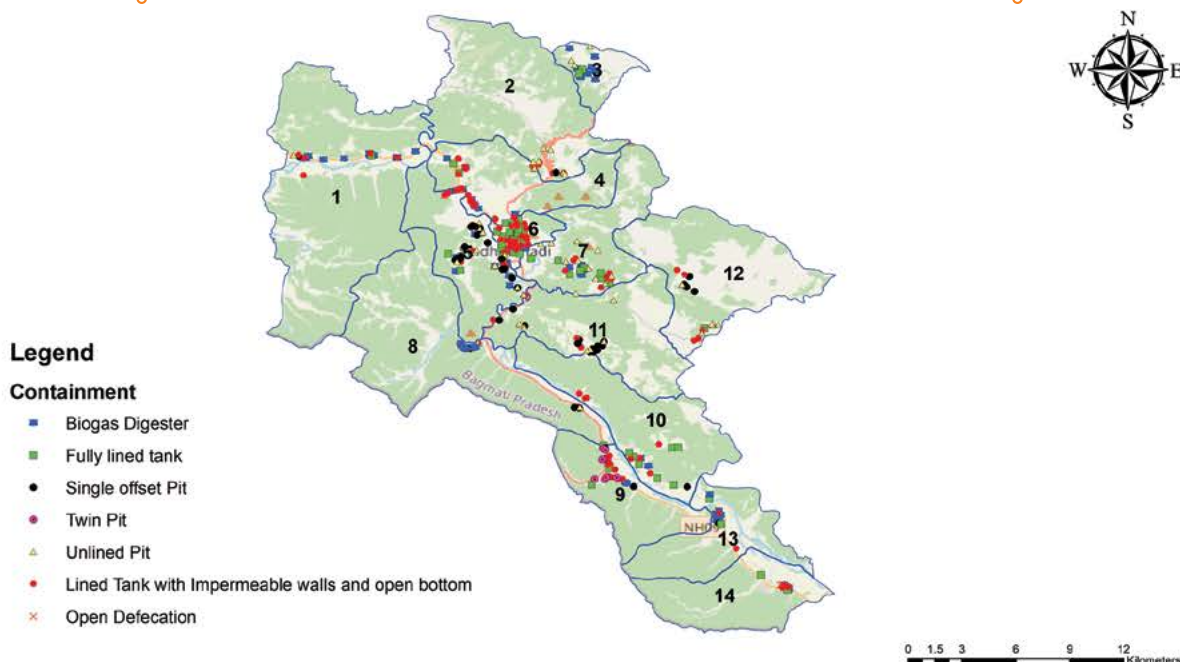 N
W E
S
3
2
1
4
6
5
7
12
11
8
Bagmati Pradesh
10
9
13
14
Legend
Containment
Biogas Digester
Fully lined tank
Single offset Pit
Twin Pit
Unlined Pit
Lined Tank with Impermeable walls and open bottom
Open Defecation
0 1.5 3 6 9 12
Kilometers